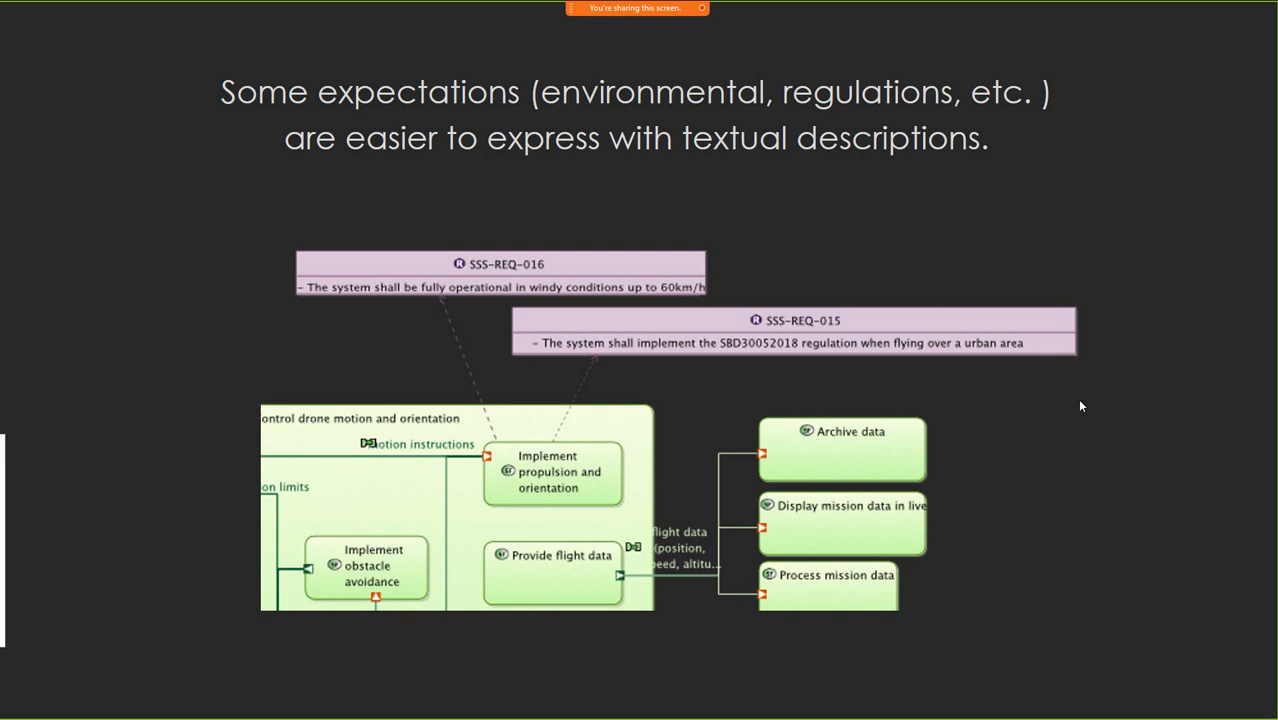 You're sharing this screen.
Some expectations (environmental, regulations, etc. )
are easier to express with textual descriptions.
R SSS-REQ-016
- The system shall be fully operational in windy conditions up to 60km/h
R SSS-REQ-015
- The system shall implement the SBD30052018 regulation when flying over a urban area
ontrol drone motion and orientation
otion instructions
on limits
Implement
propulsion and
orientation
Implement
obstacle
avoidance
Provide flight data
flight data
(position,
eed, altitu...
Archive data
Display mission data in live
Process mission data